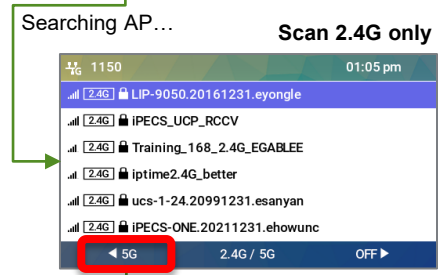 Searching AP…
Scan 2.4G only
1G 1150 01:05 pm
2.4G LIP-9050.20161231.eyongle
2.4G iPECS_UCP_RCCV
2.4G Training_168_2.4G_EGABLEE
2.4G iptime2.4G_better
2.4G ucs-1-24.20991231.esanyan
2.4G iPECS-ONE.20211231.ehowunc
◀ 5G 2.4G / 5G OFF ▶